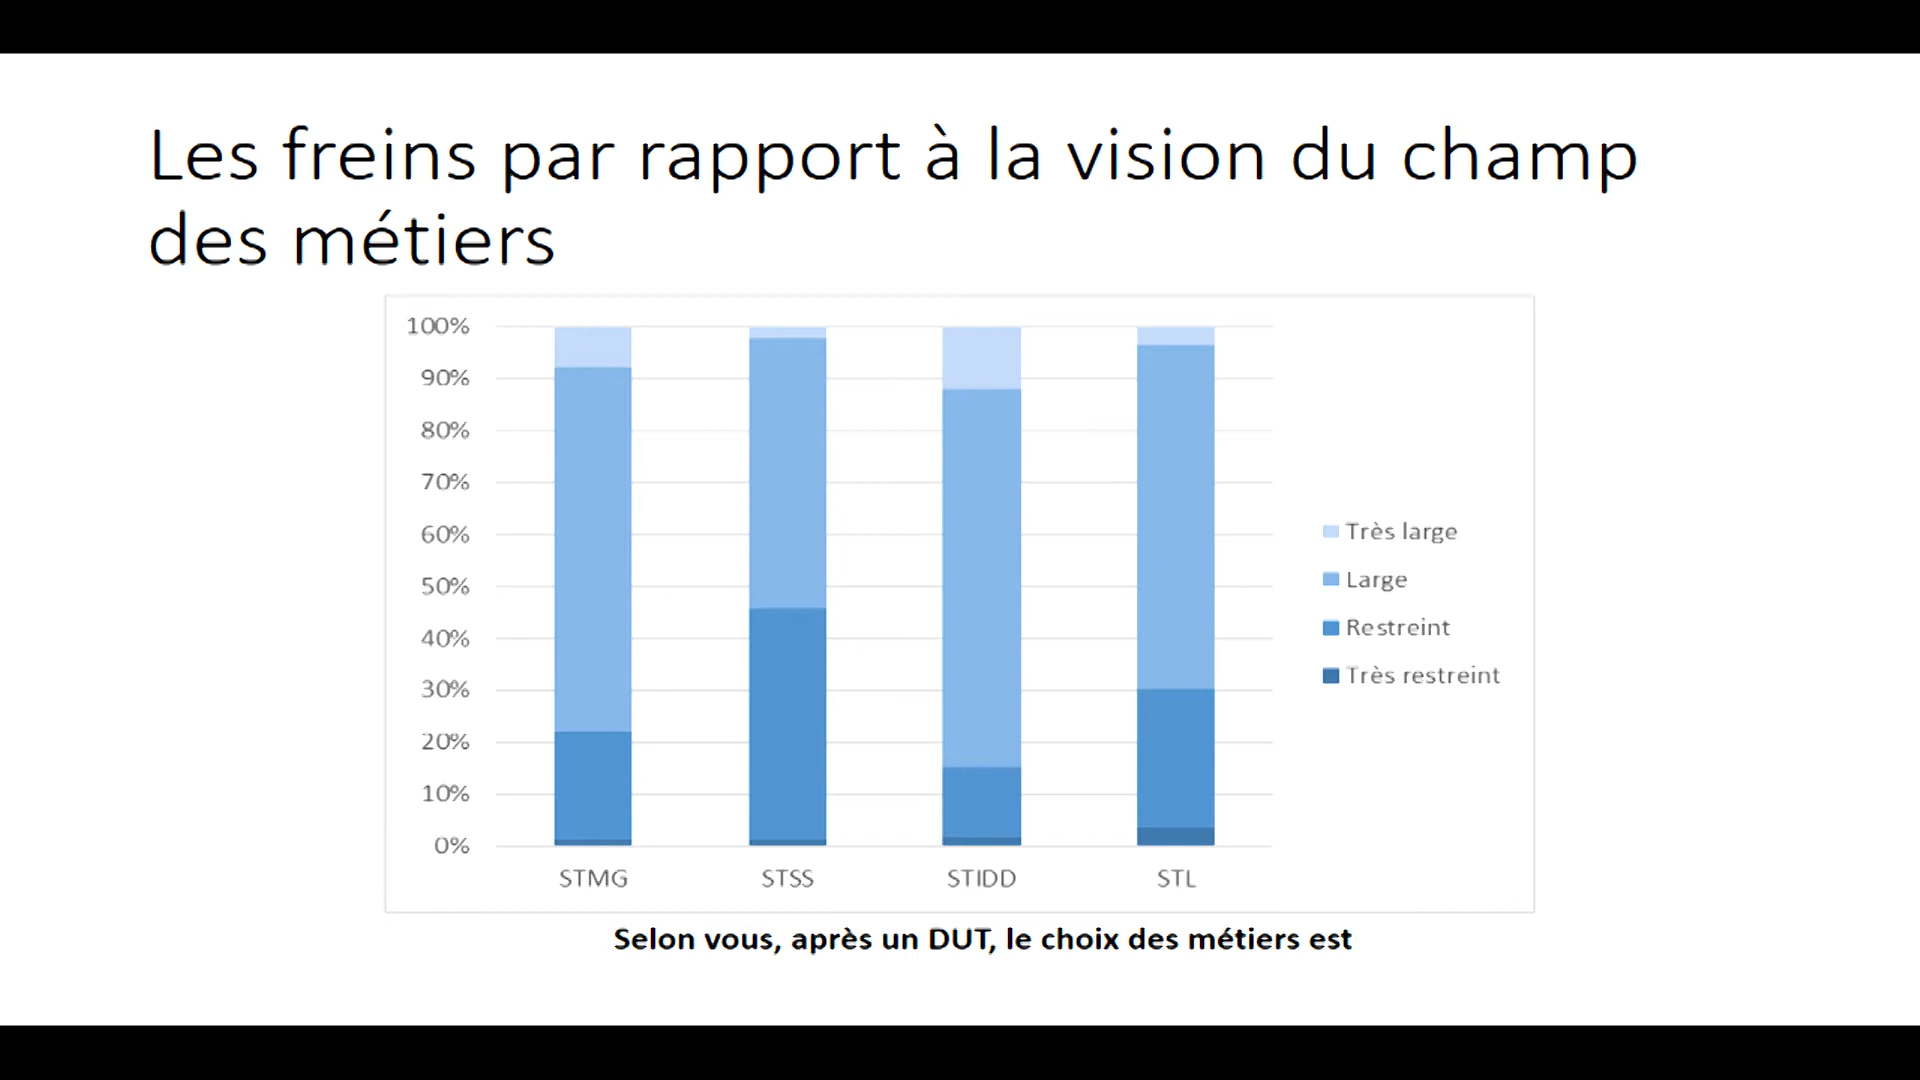 Les freins par rapport à la vision du champ
des métiers
100%
90%
80%
70%
60%
50%
40%
30%
20%
10%
0%
STMG
STSS
STIDD
STL
Très large
Large
Restreint
Très restreint
Selon vous, après un DUT, le choix des métiers est